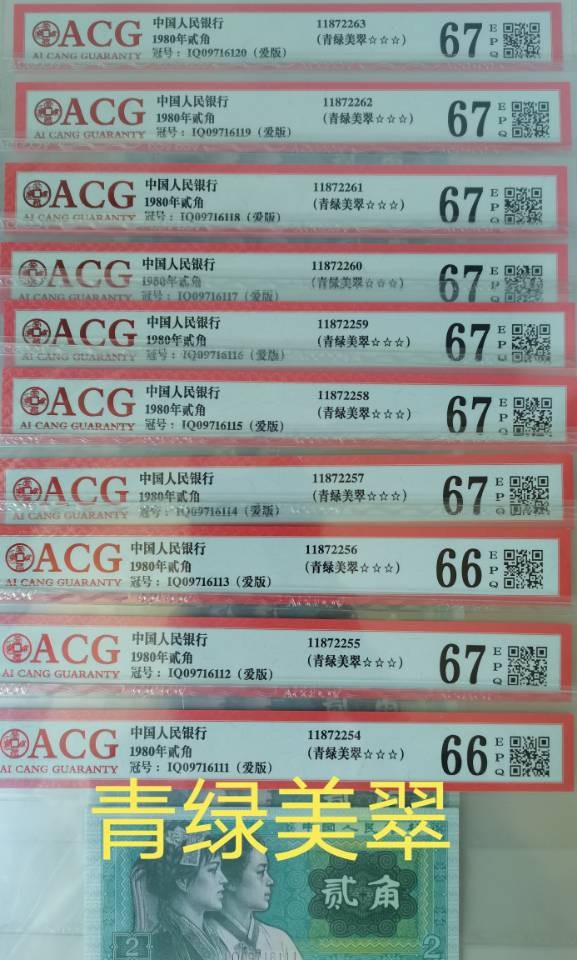 ACG
AI CANG GUARANTY
中国人民银行
1980年贰角
冠号：IQ09716120（爱版）
11872263
（青绿美翠☆☆☆）
67
EPQ
ACG
AI CANG GUARANTY
中国人民银行
1980年贰角
冠号：IQ09716119（爱版）
11872262
（青绿美翠☆☆☆）
67
EPQ
ACG
AI CANG GUARANTY
中国人民银行
1980年贰角
冠号：IQ09716118（爱版）
11872261
（青绿美翠☆☆☆）
67
EPQ
ACG
AI CANG GUARANTY
中国人民银行
1980年贰角
冠号：IQ09716117（爱版）
11872260
（青绿美翠☆☆☆）
67
EPQ
ACG
AI CANG GUARANTY
中国人民银行
1980年贰角
冠号：IQ09716116（爱版）
11872259
（青绿美翠☆☆☆）
67
EPQ
ACG
AI CANG GUARANTY
中国人民银行
1980年贰角
冠号：IQ09716115（爱版）
11872258
（青绿美翠☆☆☆）
67
EPQ
ACG
AI CANG GUARANTY
中国人民银行
1980年贰角
冠号：IQ09716114（爱版）
11872257
（青绿美翠☆☆☆）
67
EPQ
ACG
AI CANG GUARANTY
中国人民银行
1980年贰角
冠号：IQ09716113（爱版）
11872256
（青绿美翠☆☆☆）
66
EPQ
ACG
AI CANG GUARANTY
中国人民银行
1980年贰角
冠号：IQ09716112（爱版）
11872255
（青绿美翠☆☆☆）
67
EPQ
ACG
AI CANG GUARANTY
中国人民银行
1980年贰角
冠号：IQ09716111（爱版）
11872254
（青绿美翠☆☆☆）
66
EPQ
青绿美翠
贰角
2
2